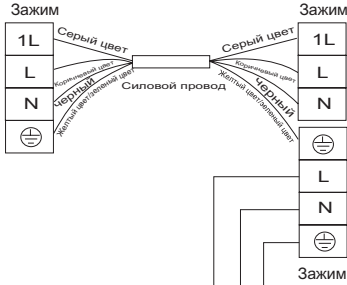 Зажим
Зажим
1L
Серый цвет
Серый цвет
1L
L
Коричневый цвет
Коричневый цвет
L
N
черный
Силовой провод
Черный
N
Желтый цвет/зеленый цвет
Желтый цвет/зеленый цвет
L
N
Зажим